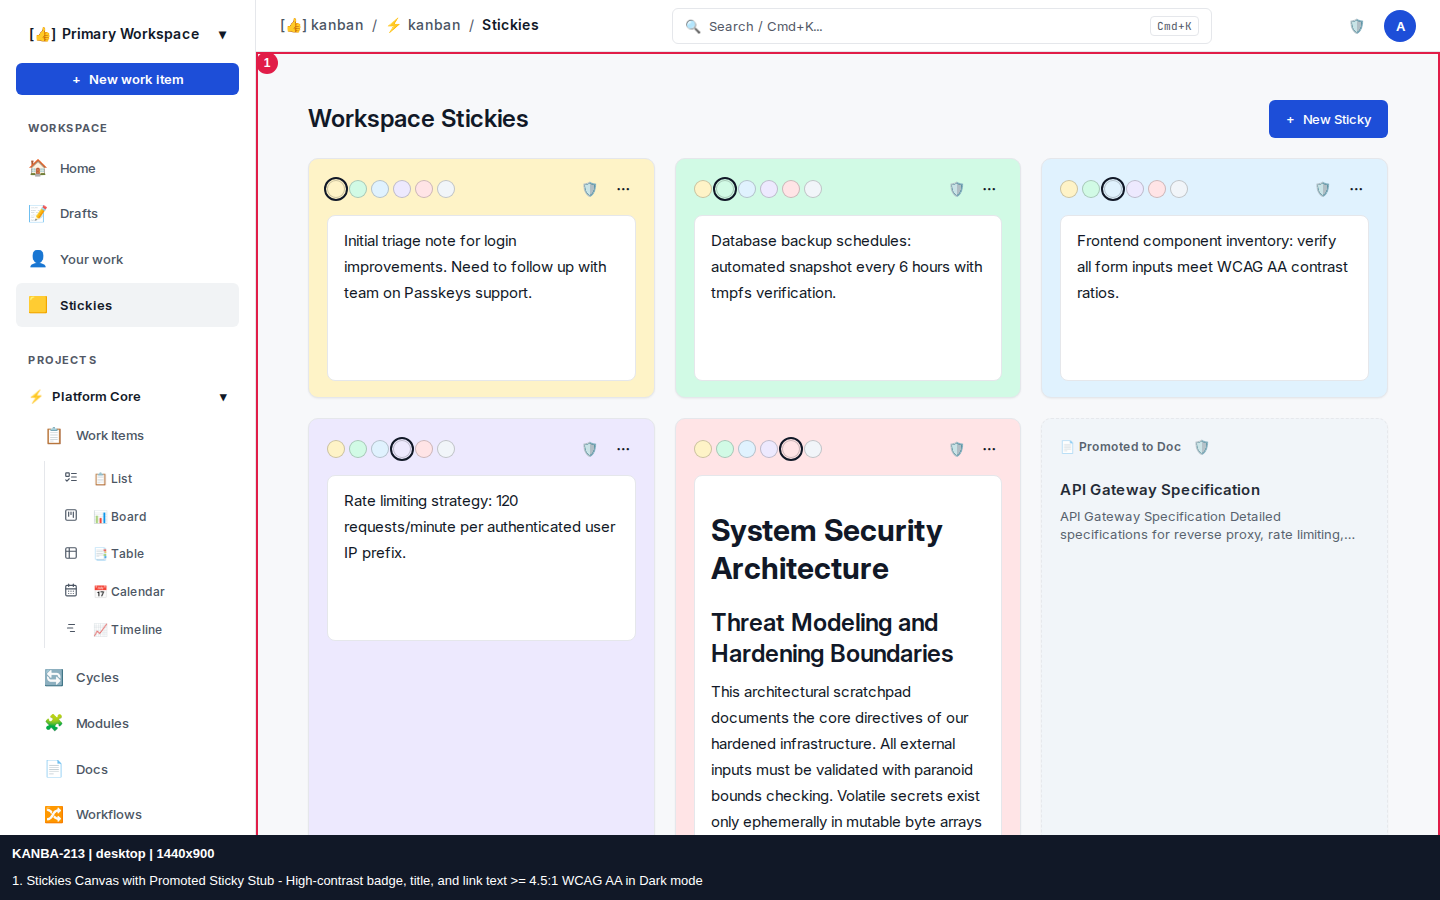 [👍] Primary Workspace ▼
+ New work item
WORKSPACE
🏠 Home
📝 Drafts
👤 Your work
🟨 Stickies
PROJECTS
⚡ Platform Core ▼
📋 Work Items
📋 List
📊 Board
📑 Table
📅 Calendar
📈 Timeline
🔄 Cycles
🧩 Modules
📄 Docs
🔀 Workflows
[👍] kanban / ⚡ kanban / Stickies
🔍 Search / Cmd+K...
Cmd+K
A
1
Workspace Stickies
+ New Sticky
Initial triage note for login
improvements. Need to follow up with
team on Passkeys support.
Database backup schedules:
automated snapshot every 6 hours with
tmpfs verification.
Frontend component inventory: verify
all form inputs meet WCAG AA contrast
ratios.
Rate limiting strategy: 120
requests/minute per authenticated user
IP prefix.
System Security
Architecture
Threat Modeling and
Hardening Boundaries
This architectural scratchpad
documents the core directives of our
hardened infrastructure. All external
inputs must be validated with paranoid
bounds checking. Volatile secrets exist
only ephemerally in mutable byte arrays
📄 Promoted to Doc
API Gateway Specification
API Gateway Specification Detailed
specifications for reverse proxy, rate limiting,...
KANBA-213 | desktop | 1440x900
1. Stickies Canvas with Promoted Sticky Stub - High-contrast badge, title, and link text >= 4.5:1 WCAG AA in Dark mode